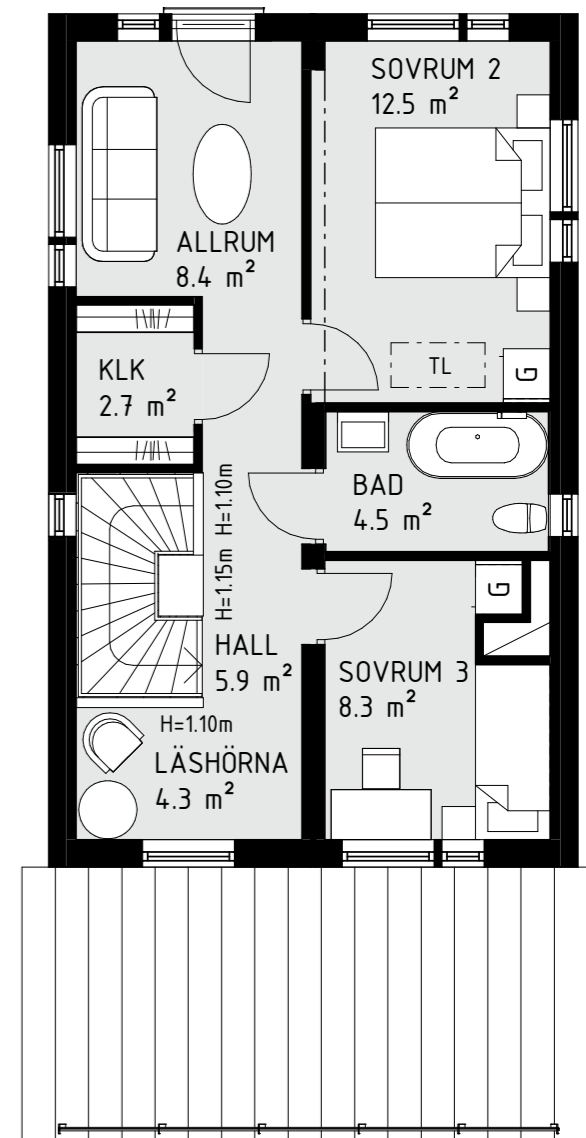 SOVRUM 2
12.5 m²
ALLRUM
8.4 m²
TL
G
KLK
2.7 m²
BAD
4.5 m²
H=1.15m H=1.10m
G
HALL
5.9 m²
SOVRUM 3
8.3 m²
H=1.10m
LÄSHÖRNA
4.3 m²